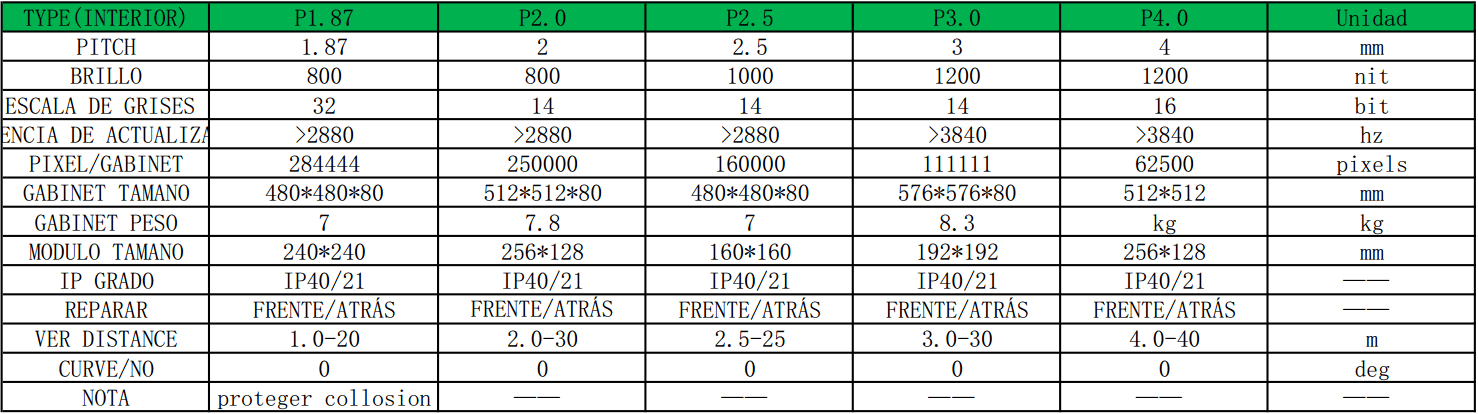 TYPE(INTERIOR) P1.87 P2.0 P2.5 P3.0 P4.0 Unidad
PITCH 1.87 2 2.5 3 4 mm
BRILLO 800 800 1000 1200 1200 nit
ESCALA DE GRISES 32 14 14 14 16 bit
ENCIA DE ACTUALIZA >2880 >2880 >2880 >3840 >3840 hz
PIXEL/GABINET 284444 250000 160000 111111 62500 pixels
GABINET TAMANO 480*480*80 512*512*80 480*480*80 576*576*80 512*512 mm
GABINET PESO 7 7.8 7 8.3 kg kg
MODULO TAMANO 240*240 256*128 160*160 192*192 256*128 mm
IP GRADO IP40/21 IP40/21 IP40/21 IP40/21 IP40/21 ——
REPARAR FRENTE/ATRÁS FRENTE/ATRÁS FRENTE/ATRÁS FRENTE/ATRÁS FRENTE/ATRÁS ——
VER DISTANCE 1.0-20 2.0-30 2.5-25 3.0-30 4.0-40 m
CURVE/NO 0 0 0 0 0 deg
NOTA proteger collosion —— —— —— —— ——